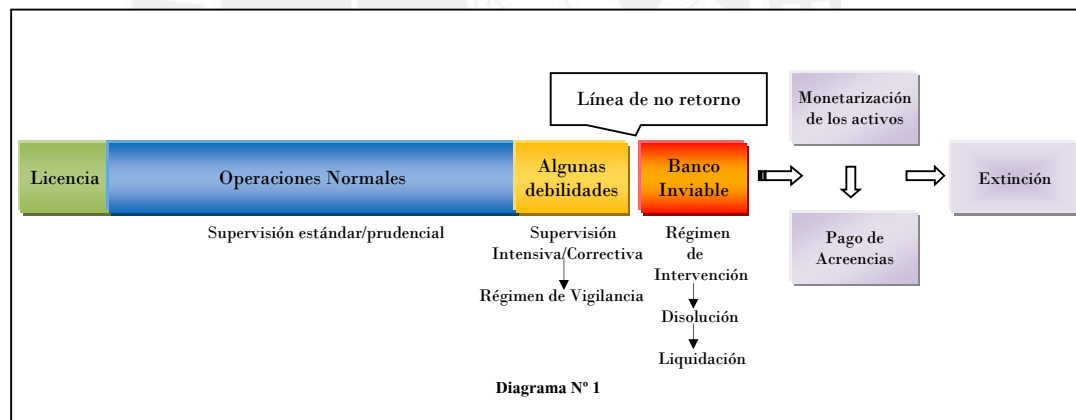 Línea de no retorno
Monetarización
de los activos
Licencia
Operaciones Normales
Algunas
debilidades
Banco
Inviable
Extinción
Supervisión estándar/prudencial
Supervisión
Intensiva/Correctiva
Régimen de Vigilancia
Régimen
de
Intervención
Disolución
Liquidación
Pago de
Acreencias
Diagrama Nº 1